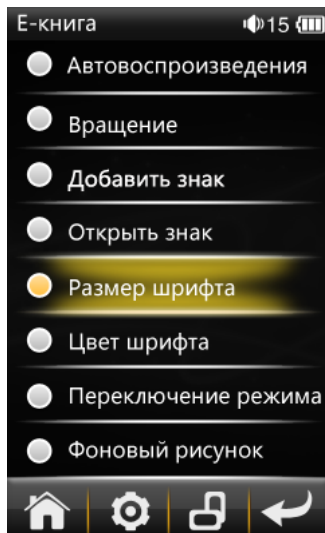 Е-книга 15
Автовоспроизведения
Вращение
Добавить знак
Открыть знак
Размер шрифта
Цвет шрифта
Переключение режима
Фоновый рисунок